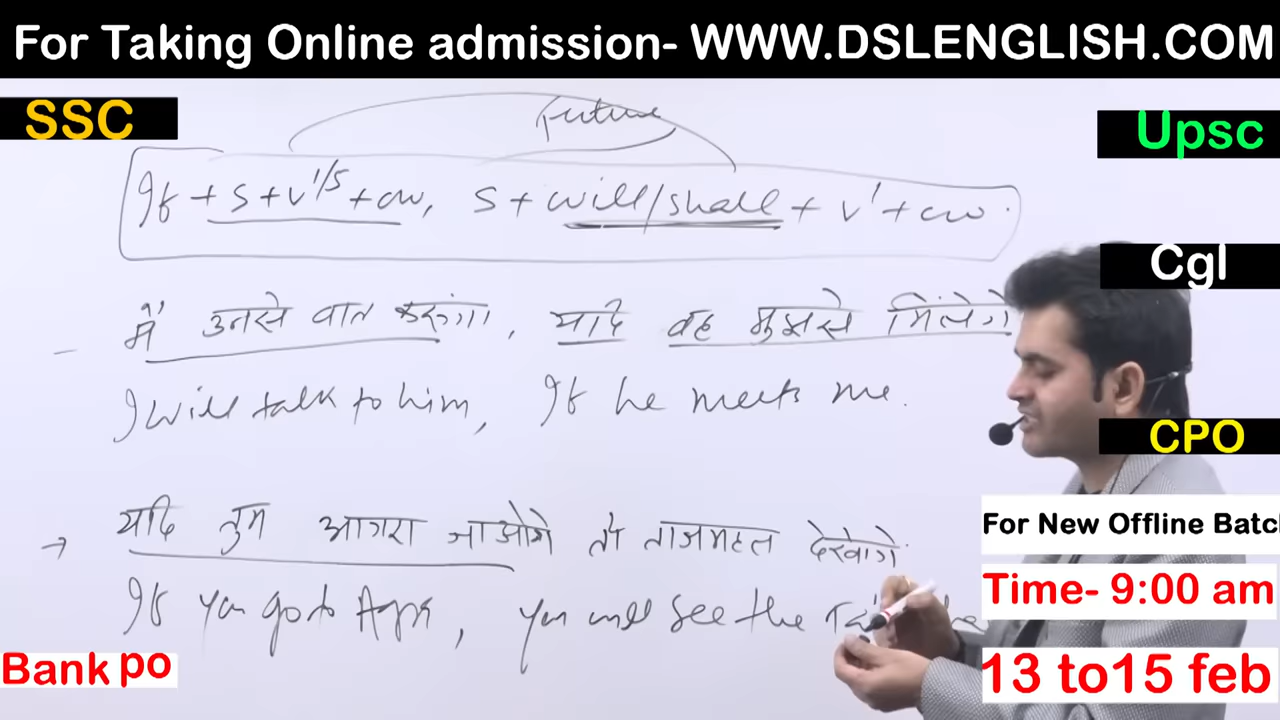 For Taking Online admission- WWW.DSLENGLISH.COM
SSC
Upsc
Future
If + S + V1/s + ow, S + will/shall + V1 + ow.
Cgl
मैं उनसे बात करूंगा, यदि वह मुझसे मिलेगे
I will talk to him, If he meets me.
CPO
→ यदि तुम आगरा जाओगे तो ताजमहल देखोगे.
For New Offline Batch
If you go to Agra, you will see the
Time- 9:00 am
Bank po
13 to15 feb